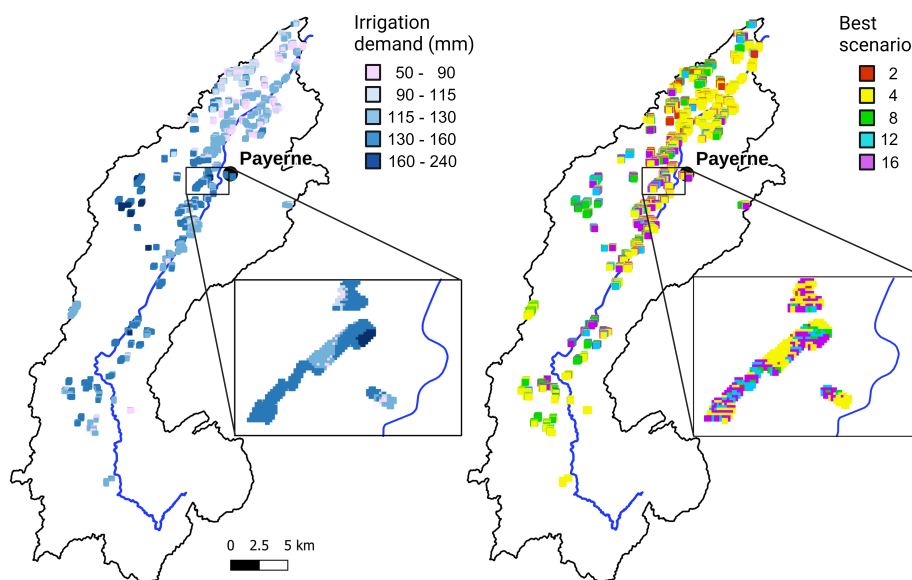 Irrigation
demand (mm)
50 - 90
90 - 115
115 - 130
130 - 160
160 - 240
Payerne
0 2.5 5 km
Best
scenario
2
4
8
12
16
Payerne